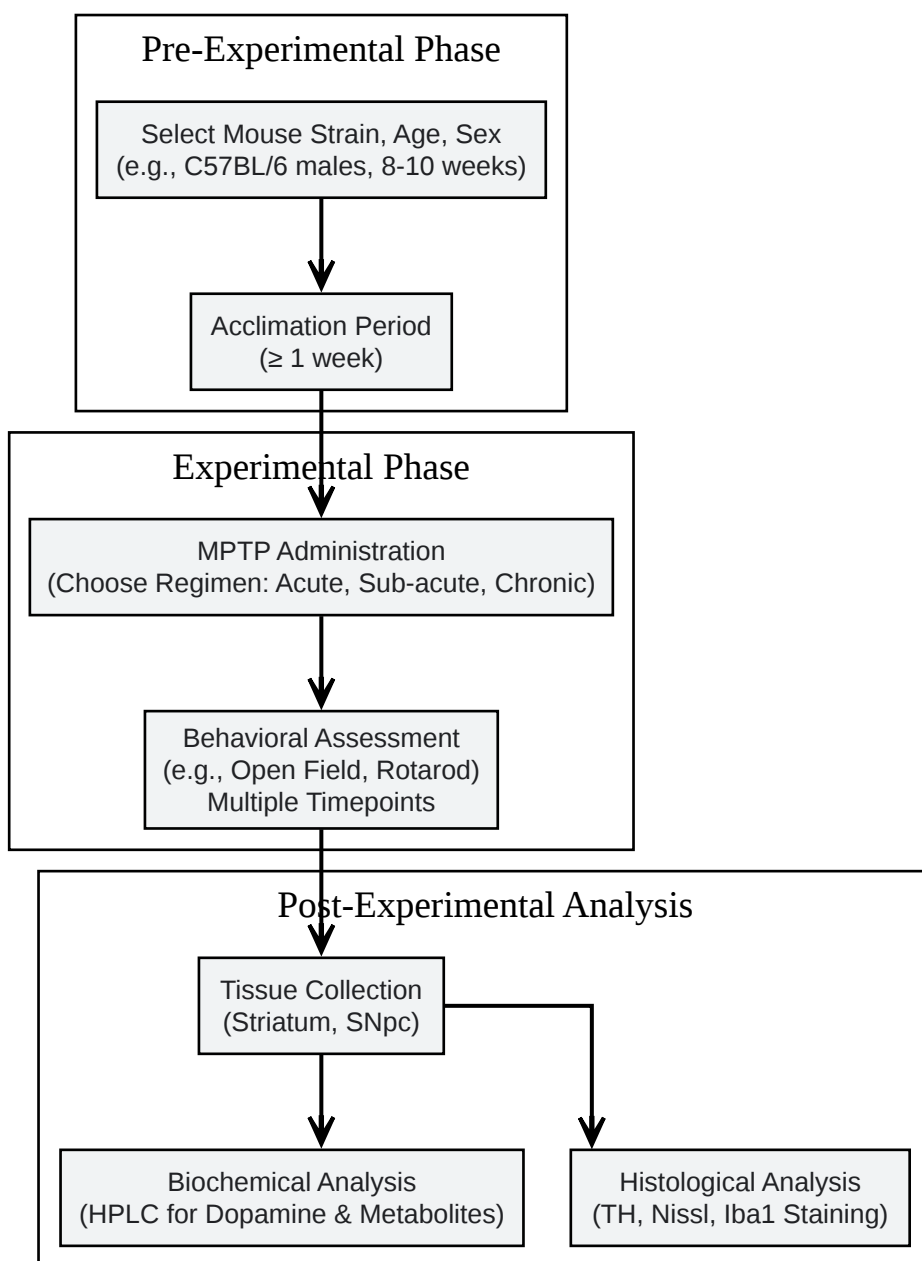 Pre-Experimental Phase
Select Mouse Strain, Age, Sex
(e.g., C57BL/6 males, 8-10 weeks)
Acclimation Period
(≥ 1 week)
Experimental Phase
MPTP Administration
(Choose Regimen: Acute, Sub-acute, Chronic)
Behavioral Assessment
(e.g., Open Field, Rotarod)
Multiple Timepoints
Post-Experimental Analysis
Tissue Collection
(Striatum, SNpc)
Biochemical Analysis
(HPLC for Dopamine & Metabolites)
Histological Analysis
(TH, Nissl, Iba1 Staining)